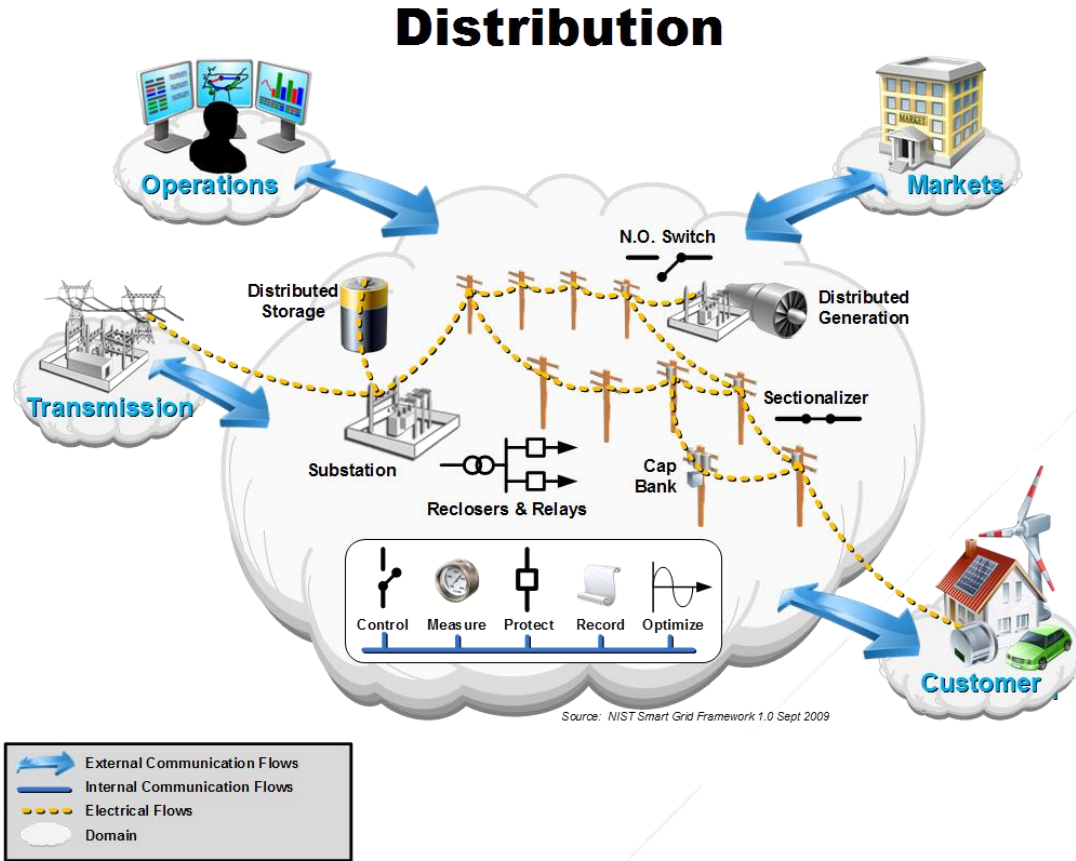 Distribution
Operations
MARKET
Markets
N.O. Switch
Distributed
Storage
Distributed
Generation
Transmission
Sectionalizer
Substation
Cap
Bank
Reclosers & Relays
Control Measure Protect Record Optimize
Customer
Source: NIST Smart Grid Framework 1.0 Sept 2009
External Communication Flows
Internal Communication Flows
Electrical Flows
Domain